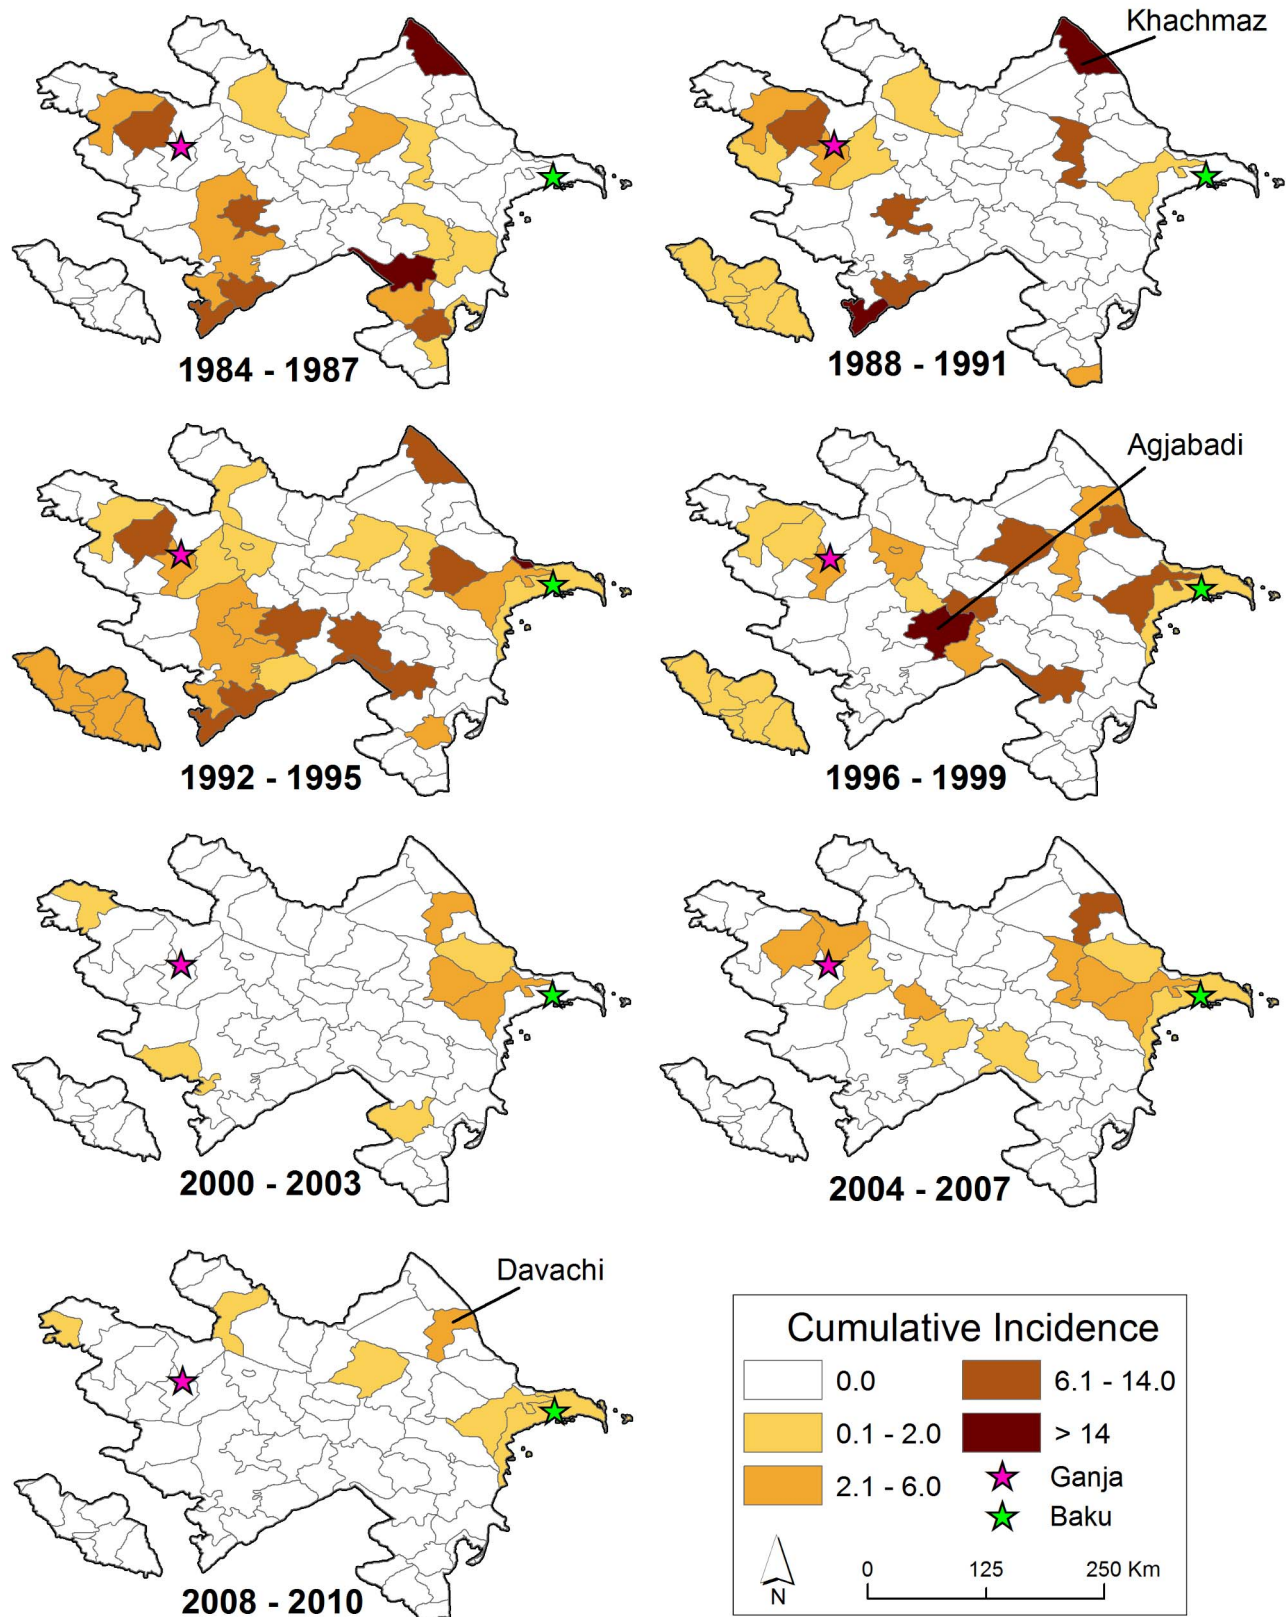 Khachmaz
1984 - 1987
1988 - 1991
Agjabadi
1992 - 1995
1996 - 1999
2000 - 2003
2004 - 2007
Davachi
2008 - 2010
Cumulative Incidence
0.0
6.1 - 14.0
0.1 - 2.0
> 14
2.1 - 6.0
Ganja
Baku
N
0 125 250 Km